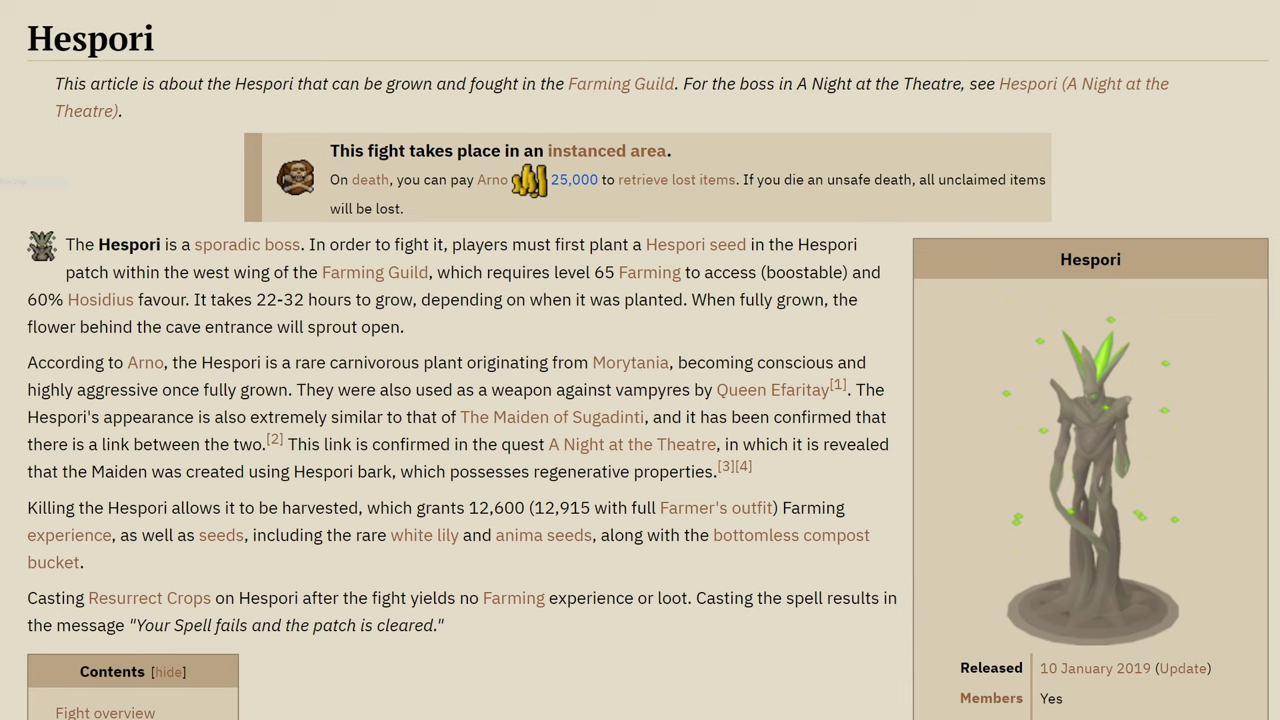 Hespori
This article is about the Hespori that can be grown and fought in the Farming Guild. For the boss in A Night at the Theatre, see Hespori (A Night at the
Theatre).
This fight takes place in an instanced area.
On death, you can pay Arno 25,000 to retrieve lost items. If you die an unsafe death, all unclaimed items
will be lost.
The Hespori is a sporadic boss. In order to fight it, players must first plant a Hespori seed in the Hespori
patch within the west wing of the Farming Guild, which requires level 65 Farming to access (boostable) and
60% Hosidius favour. It takes 22-32 hours to grow, depending on when it was planted. When fully grown, the
flower behind the cave entrance will sprout open.
According to Arno, the Hespori is a rare carnivorous plant originating from Morytania, becoming conscious and
highly aggressive once fully grown. They were also used as a weapon against vampyres by Queen Efaritay[1]. The
Hespori's appearance is also extremely similar to that of The Maiden of Sugadinti, and it has been confirmed that
there is a link between the two.[2] This link is confirmed in the quest A Night at the Theatre, in which it is revealed
that the Maiden was created using Hespori bark, which possesses regenerative properties.[3][4]
Killing the Hespori allows it to be harvested, which grants 12,600 (12,915 with full Farmer's outfit) Farming
experience, as well as seeds, including the rare white lily and anima seeds, along with the bottomless compost
bucket.
Casting Resurrect Crops on Hespori after the fight yields no Farming experience or loot. Casting the spell results in
the message "Your Spell fails and the patch is cleared."
Contents [hide]
Fight overview
Hespori
Released 10 January 2019 (Update)
Members Yes